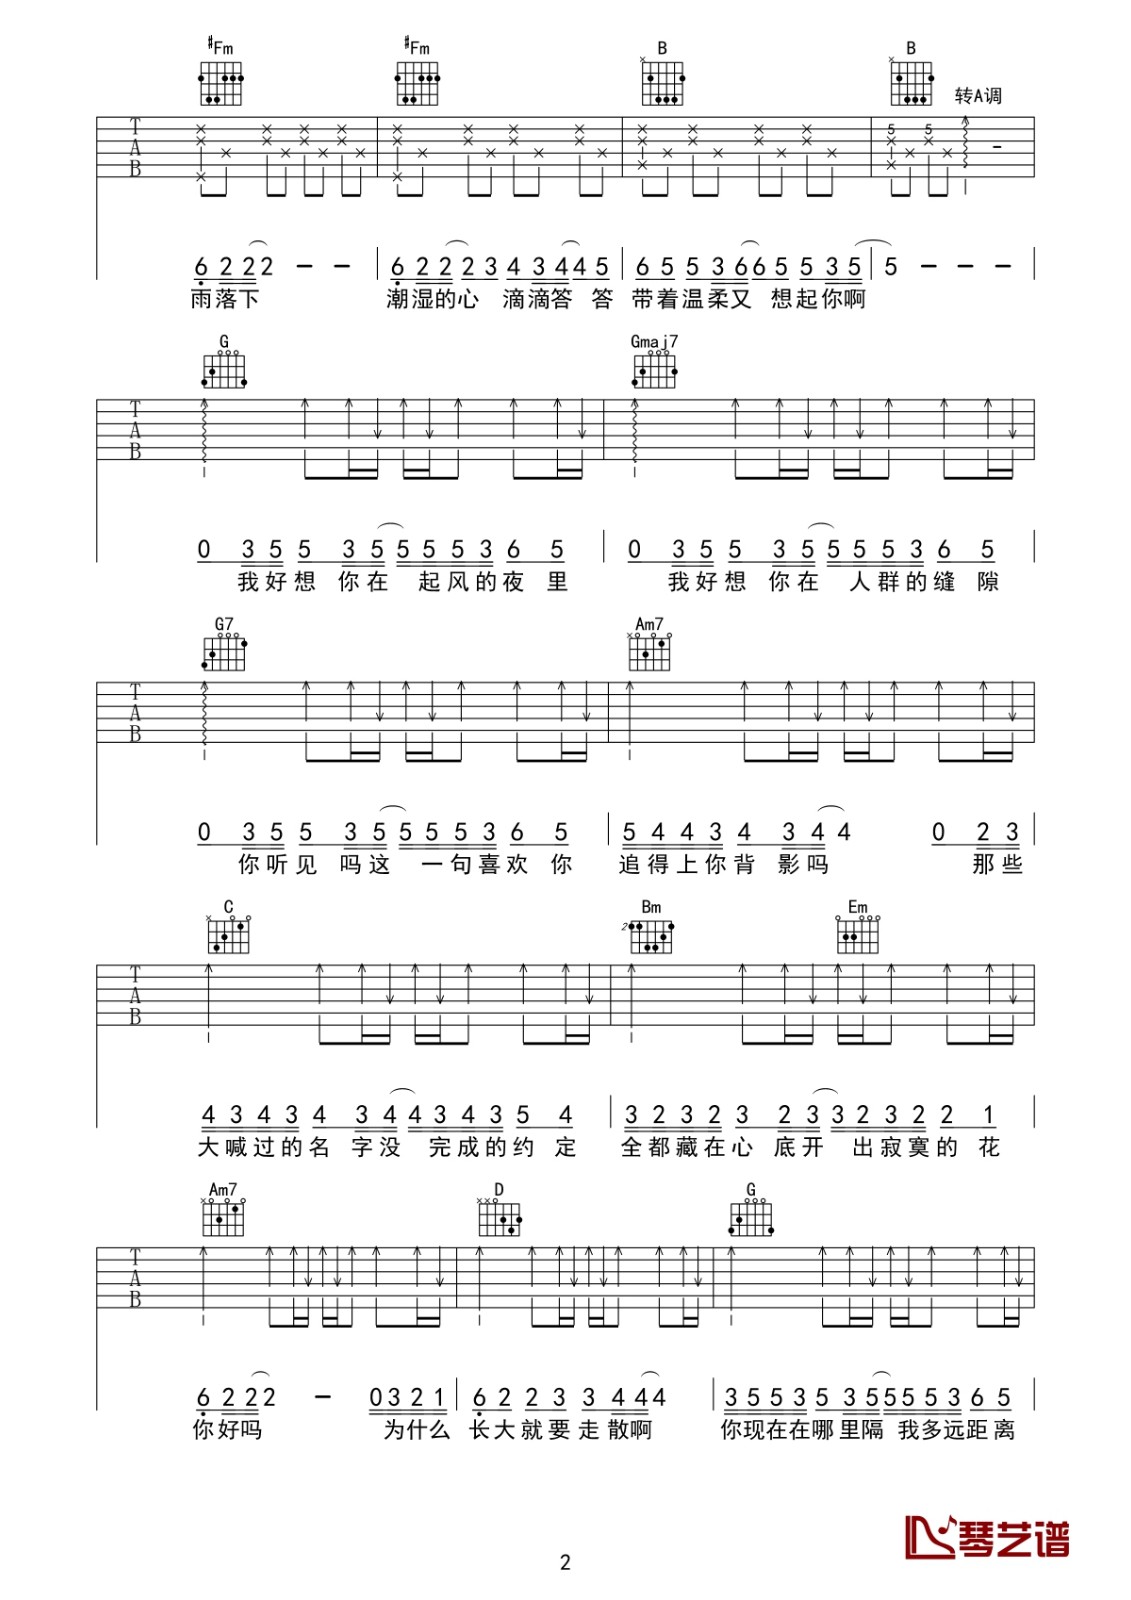 #Fm #Fm B B
转A调
T A B 5 5 -
6 2 2 2 - - 6 2 2 2 3 4 3 4 4 5 6 5 5 3 6 6 5 5 3 5 5 - - -
雨落下 潮湿的心 滴滴答 答 带着温柔又 想起你啊
G Gmaj7
T A B
0 3 5 5 3 5 5 5 5 3 6 5 0 3 5 5 3 5 5 5 5 3 6 5
我好想 你在 起风的夜里 我好想 你在 人群的缝隙
G7 Am7
T A B
0 3 5 5 3 5 5 5 5 3 6 5 5 4 4 3 4 3 4 4 0 2 3
你听见 吗这 一句喜欢你 追得上你背 影吗 那些
C Bm 2 Em
T A B
4 3 4 3 4 3 4 4 3 4 3 5 4 3 2 3 2 3 2 3 3 2 3 2 2 1
大喊过的名 字没 完成的约定 全都藏在心 底开 出寂寞的花
Am7 D G
T A B
6 2 2 2 - 0 3 2 1 6 2 2 3 3 4 4 4 3 5 5 3 5 3 5 5 5 5 3 6 5
你好吗 为什么 长大就要走散啊 你现在在哪里隔 我多远距离
琴艺谱
2